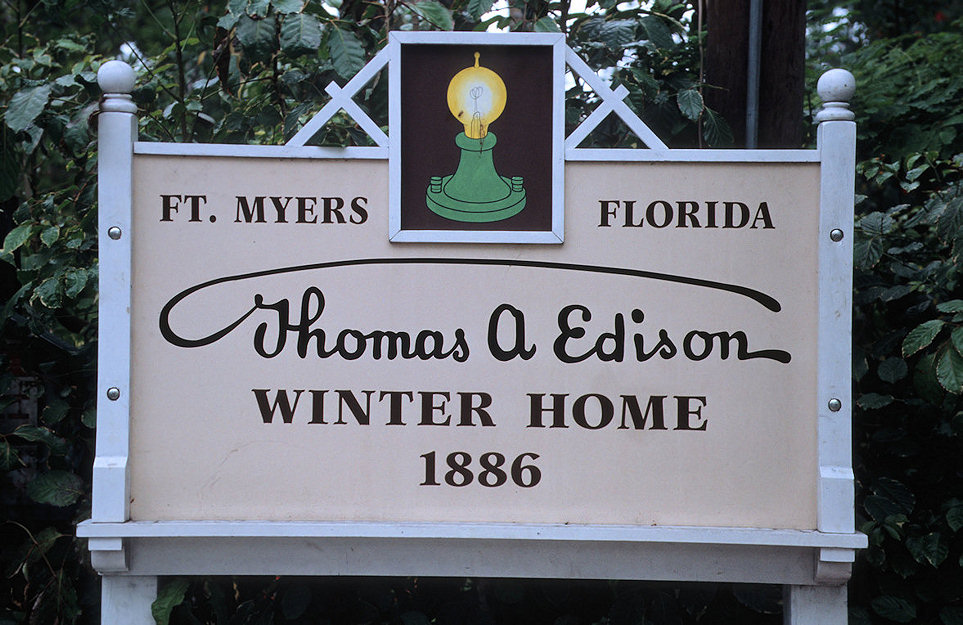 FT. MYERS FLORIDA
Thomas A Edison
WINTER HOME
1886